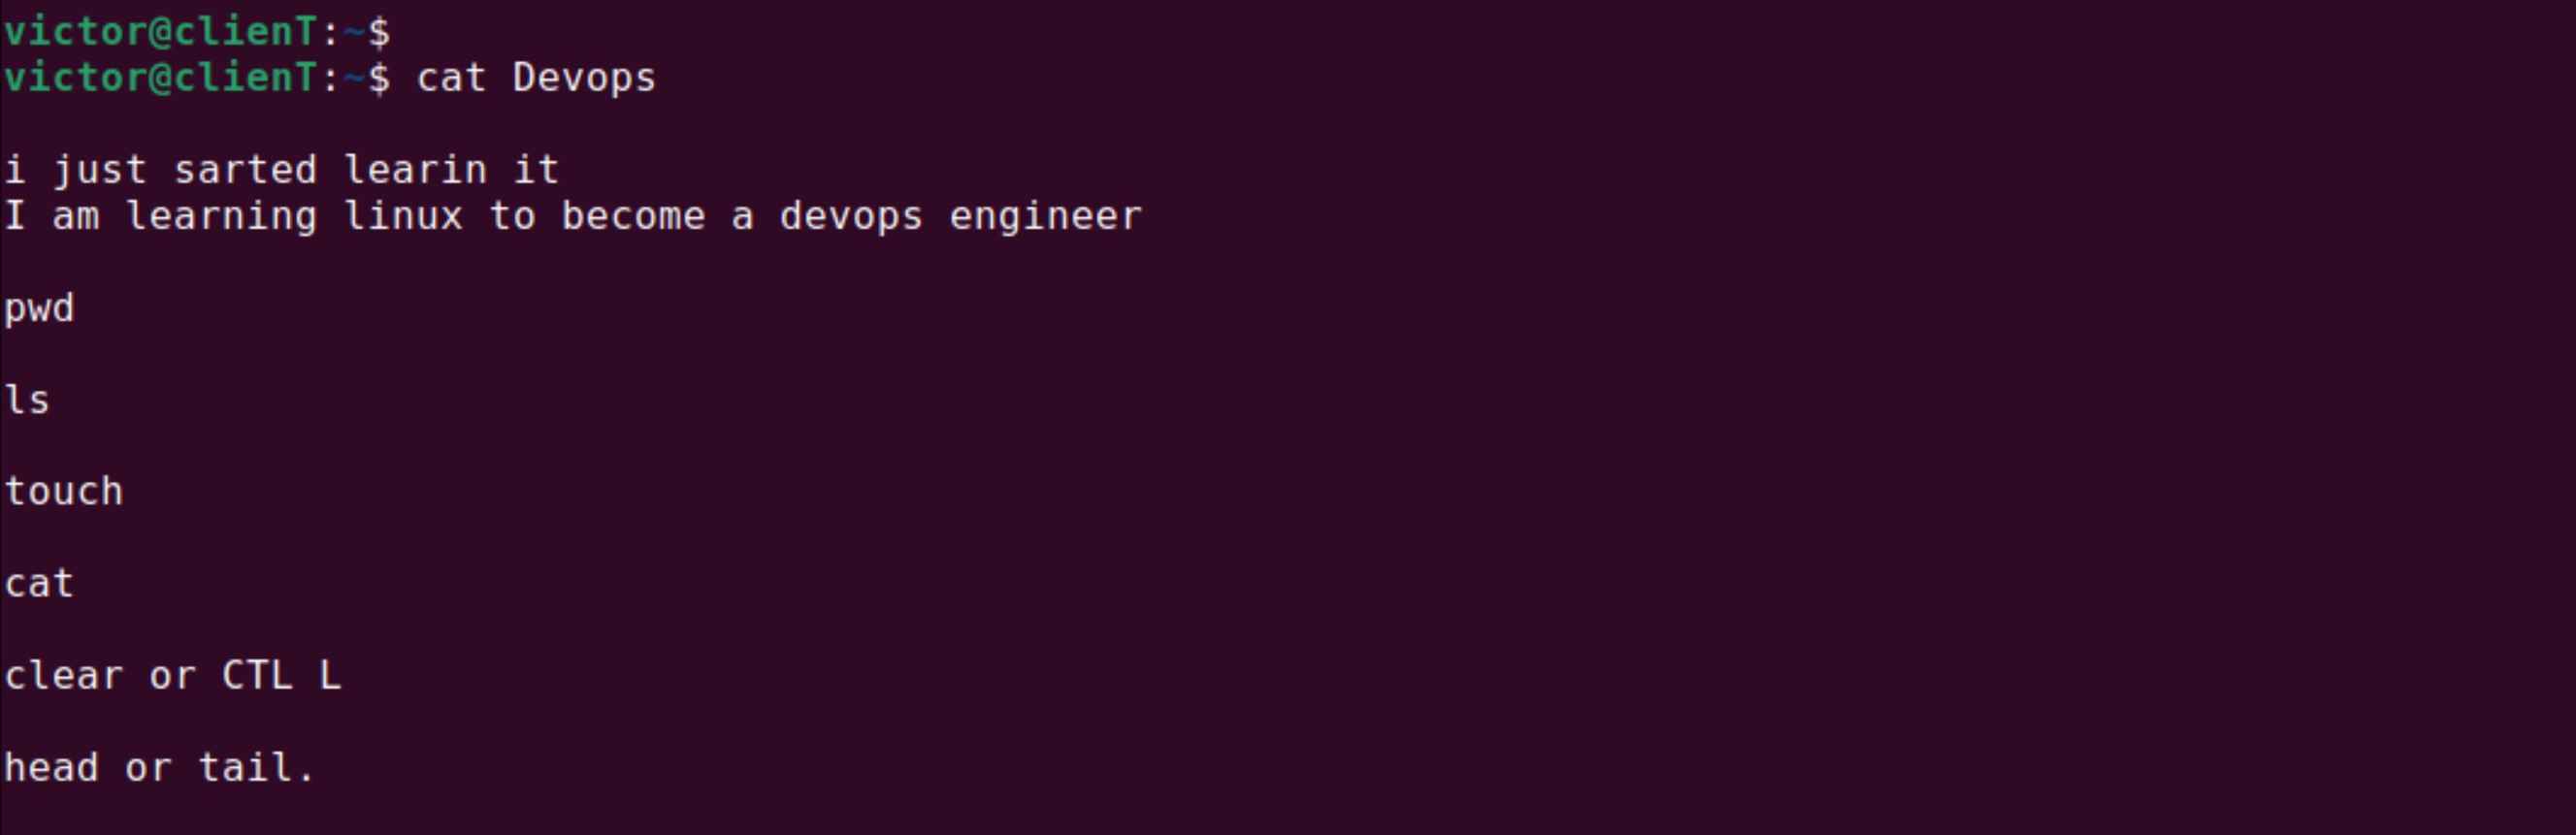 victor@clienT:~$
victor@clienT:~$ cat Devops
i just sarted learin it
I am learning linux to become a devops engineer
pwd
ls
touch
cat
clear or CTL L
head or tail.